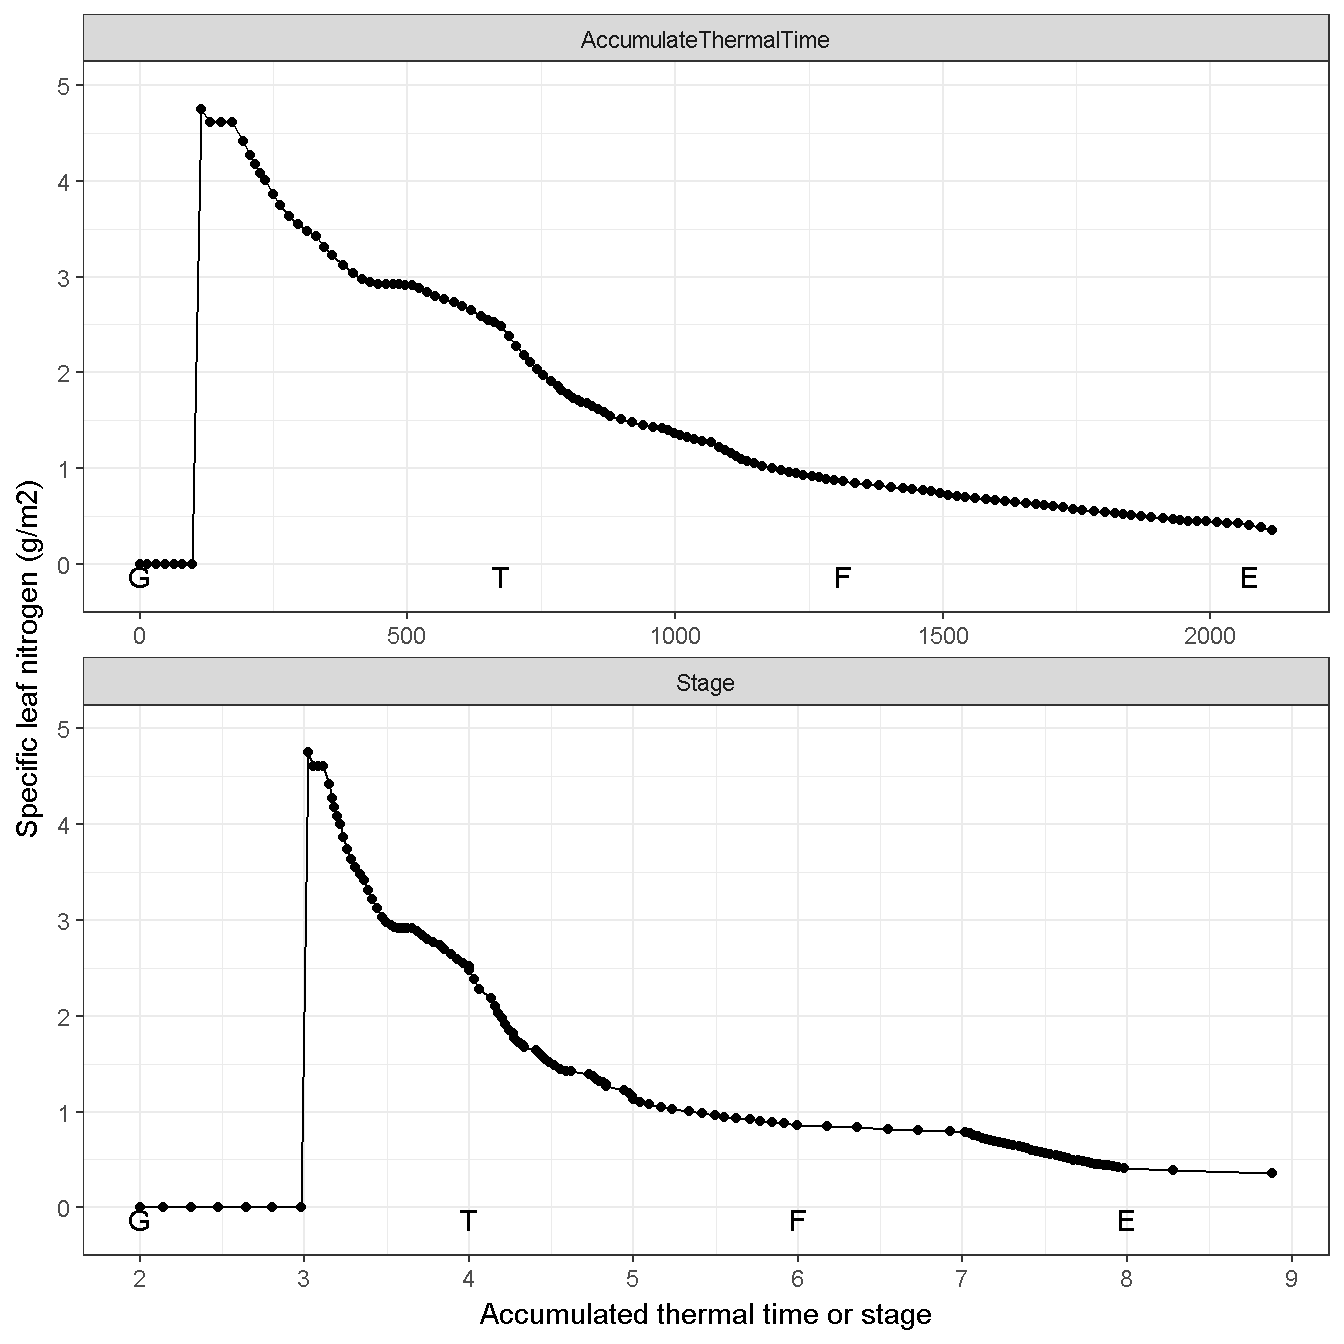 AccumulateThermalTime
5
4
3
2
1
0
G T F E
0 500 1000 1500 2000
Specific leaf nitrogen (g/m2)
Stage
5
4
3
2
1
0
G T F E
2 3 4 5 6 7 8 9
Accumulated thermal time or stage